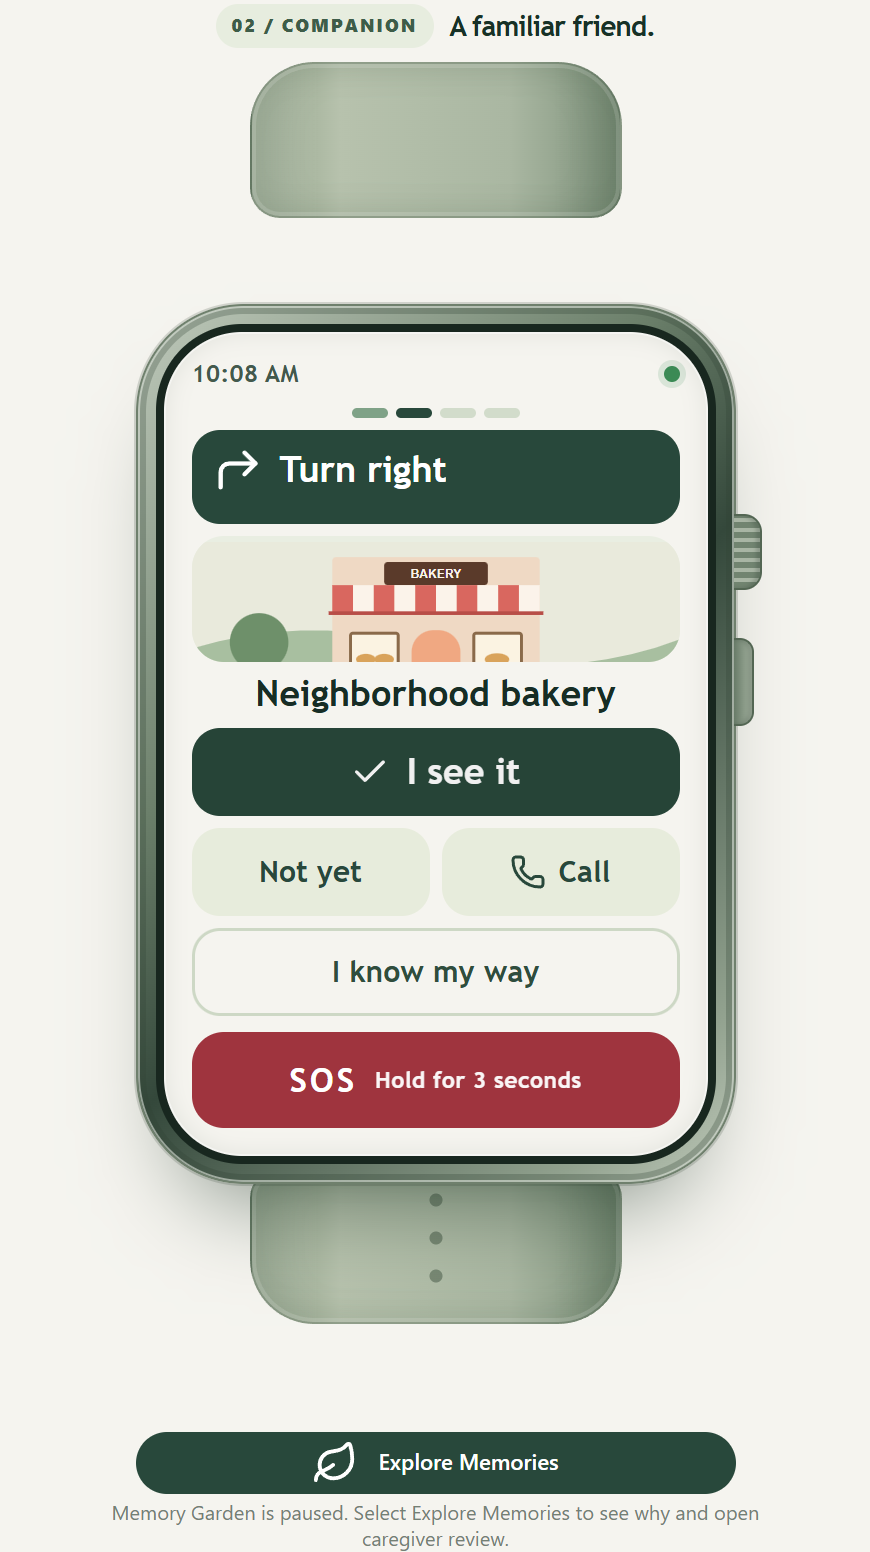 02 / COMPANION A familiar friend.
10:08 AM
Turn right
BAKERY
Neighborhood bakery
I see it
Not yet Call
I know my way
SOS Hold for 3 seconds
Explore Memories
Memory Garden is paused. Select Explore Memories to see why and open
caregiver review.